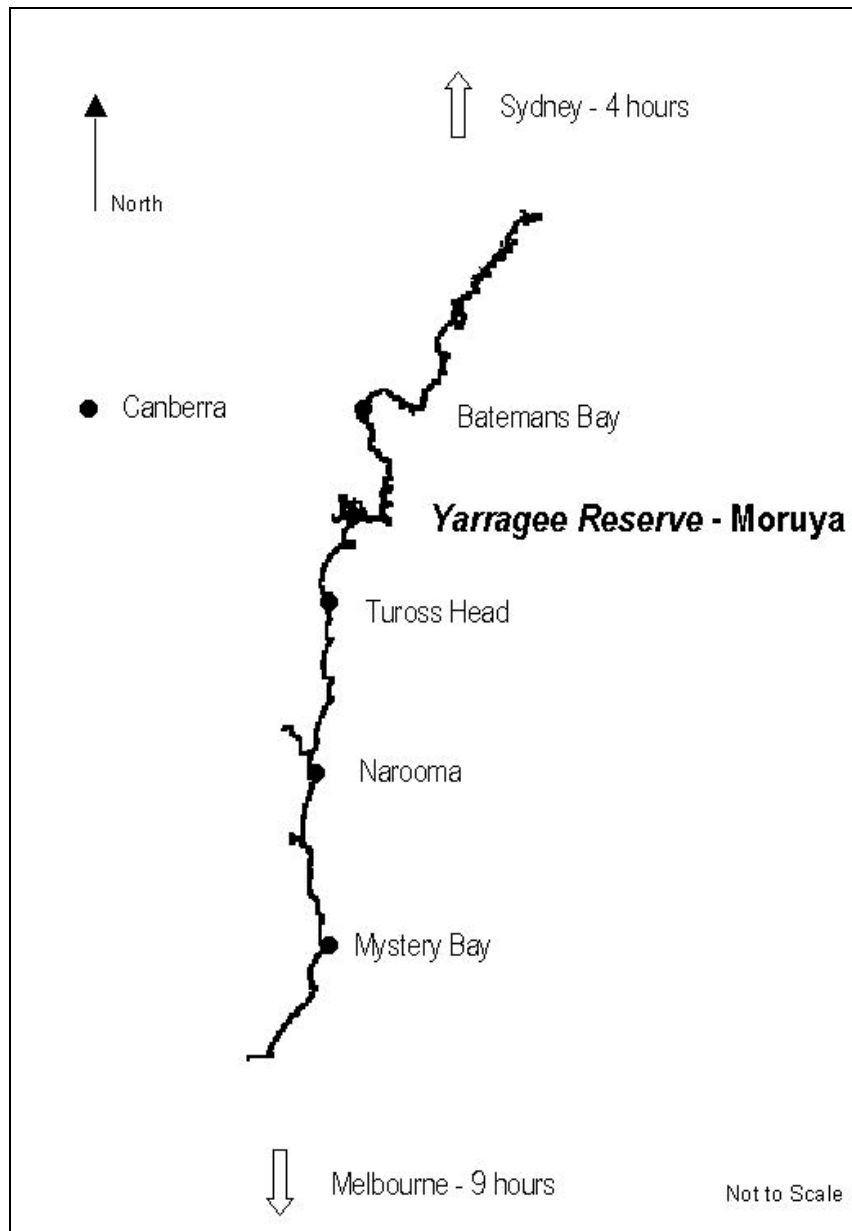 Sydney - 4 hours
North
Canberra
Batemans Bay
Yarragee Reserve - Moruya
Tuross Head
Narooma
Mystery Bay
Melbourne - 9 hours
Not to Scale